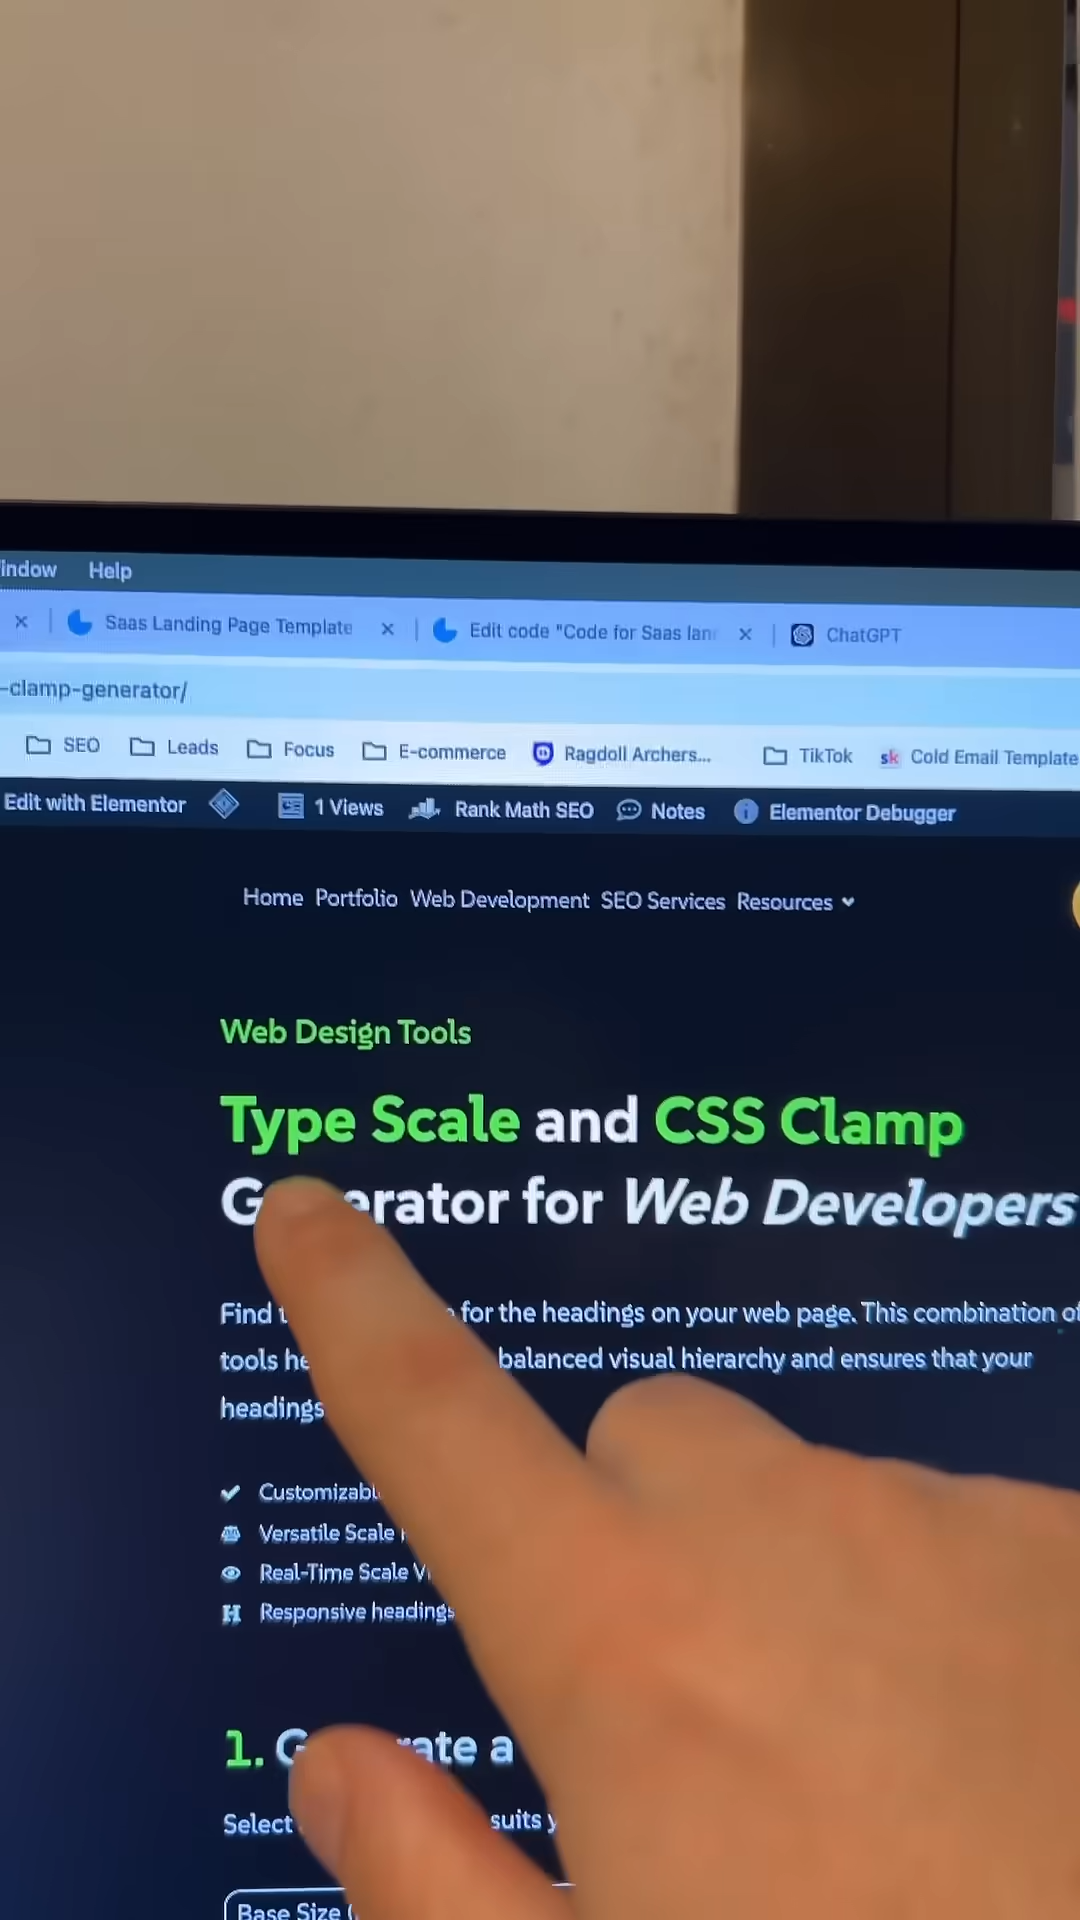 Window Help
Saas Landing Page Template
Edit code "Code for Saas lan
ChatGPT
-clamp-generator/
SEO Leads Focus E-commerce Ragdoll Archers... TikTok sk Cold Email Template
Edit with Elementor 1 Views Rank Math SEO Notes Elementor Debugger
Home Portfolio Web Development SEO Services Resources
Web Design Tools
Type Scale and CSS Clamp
Generator for Web Developers
Find for the headings on your web page. This combination of
tools balanced visual hierarchy and ensures that your
headings
Customizabl
Versatile Scale
Real-Time Scale
Responsive headings
1. Generate a
Select suits
Base Size (